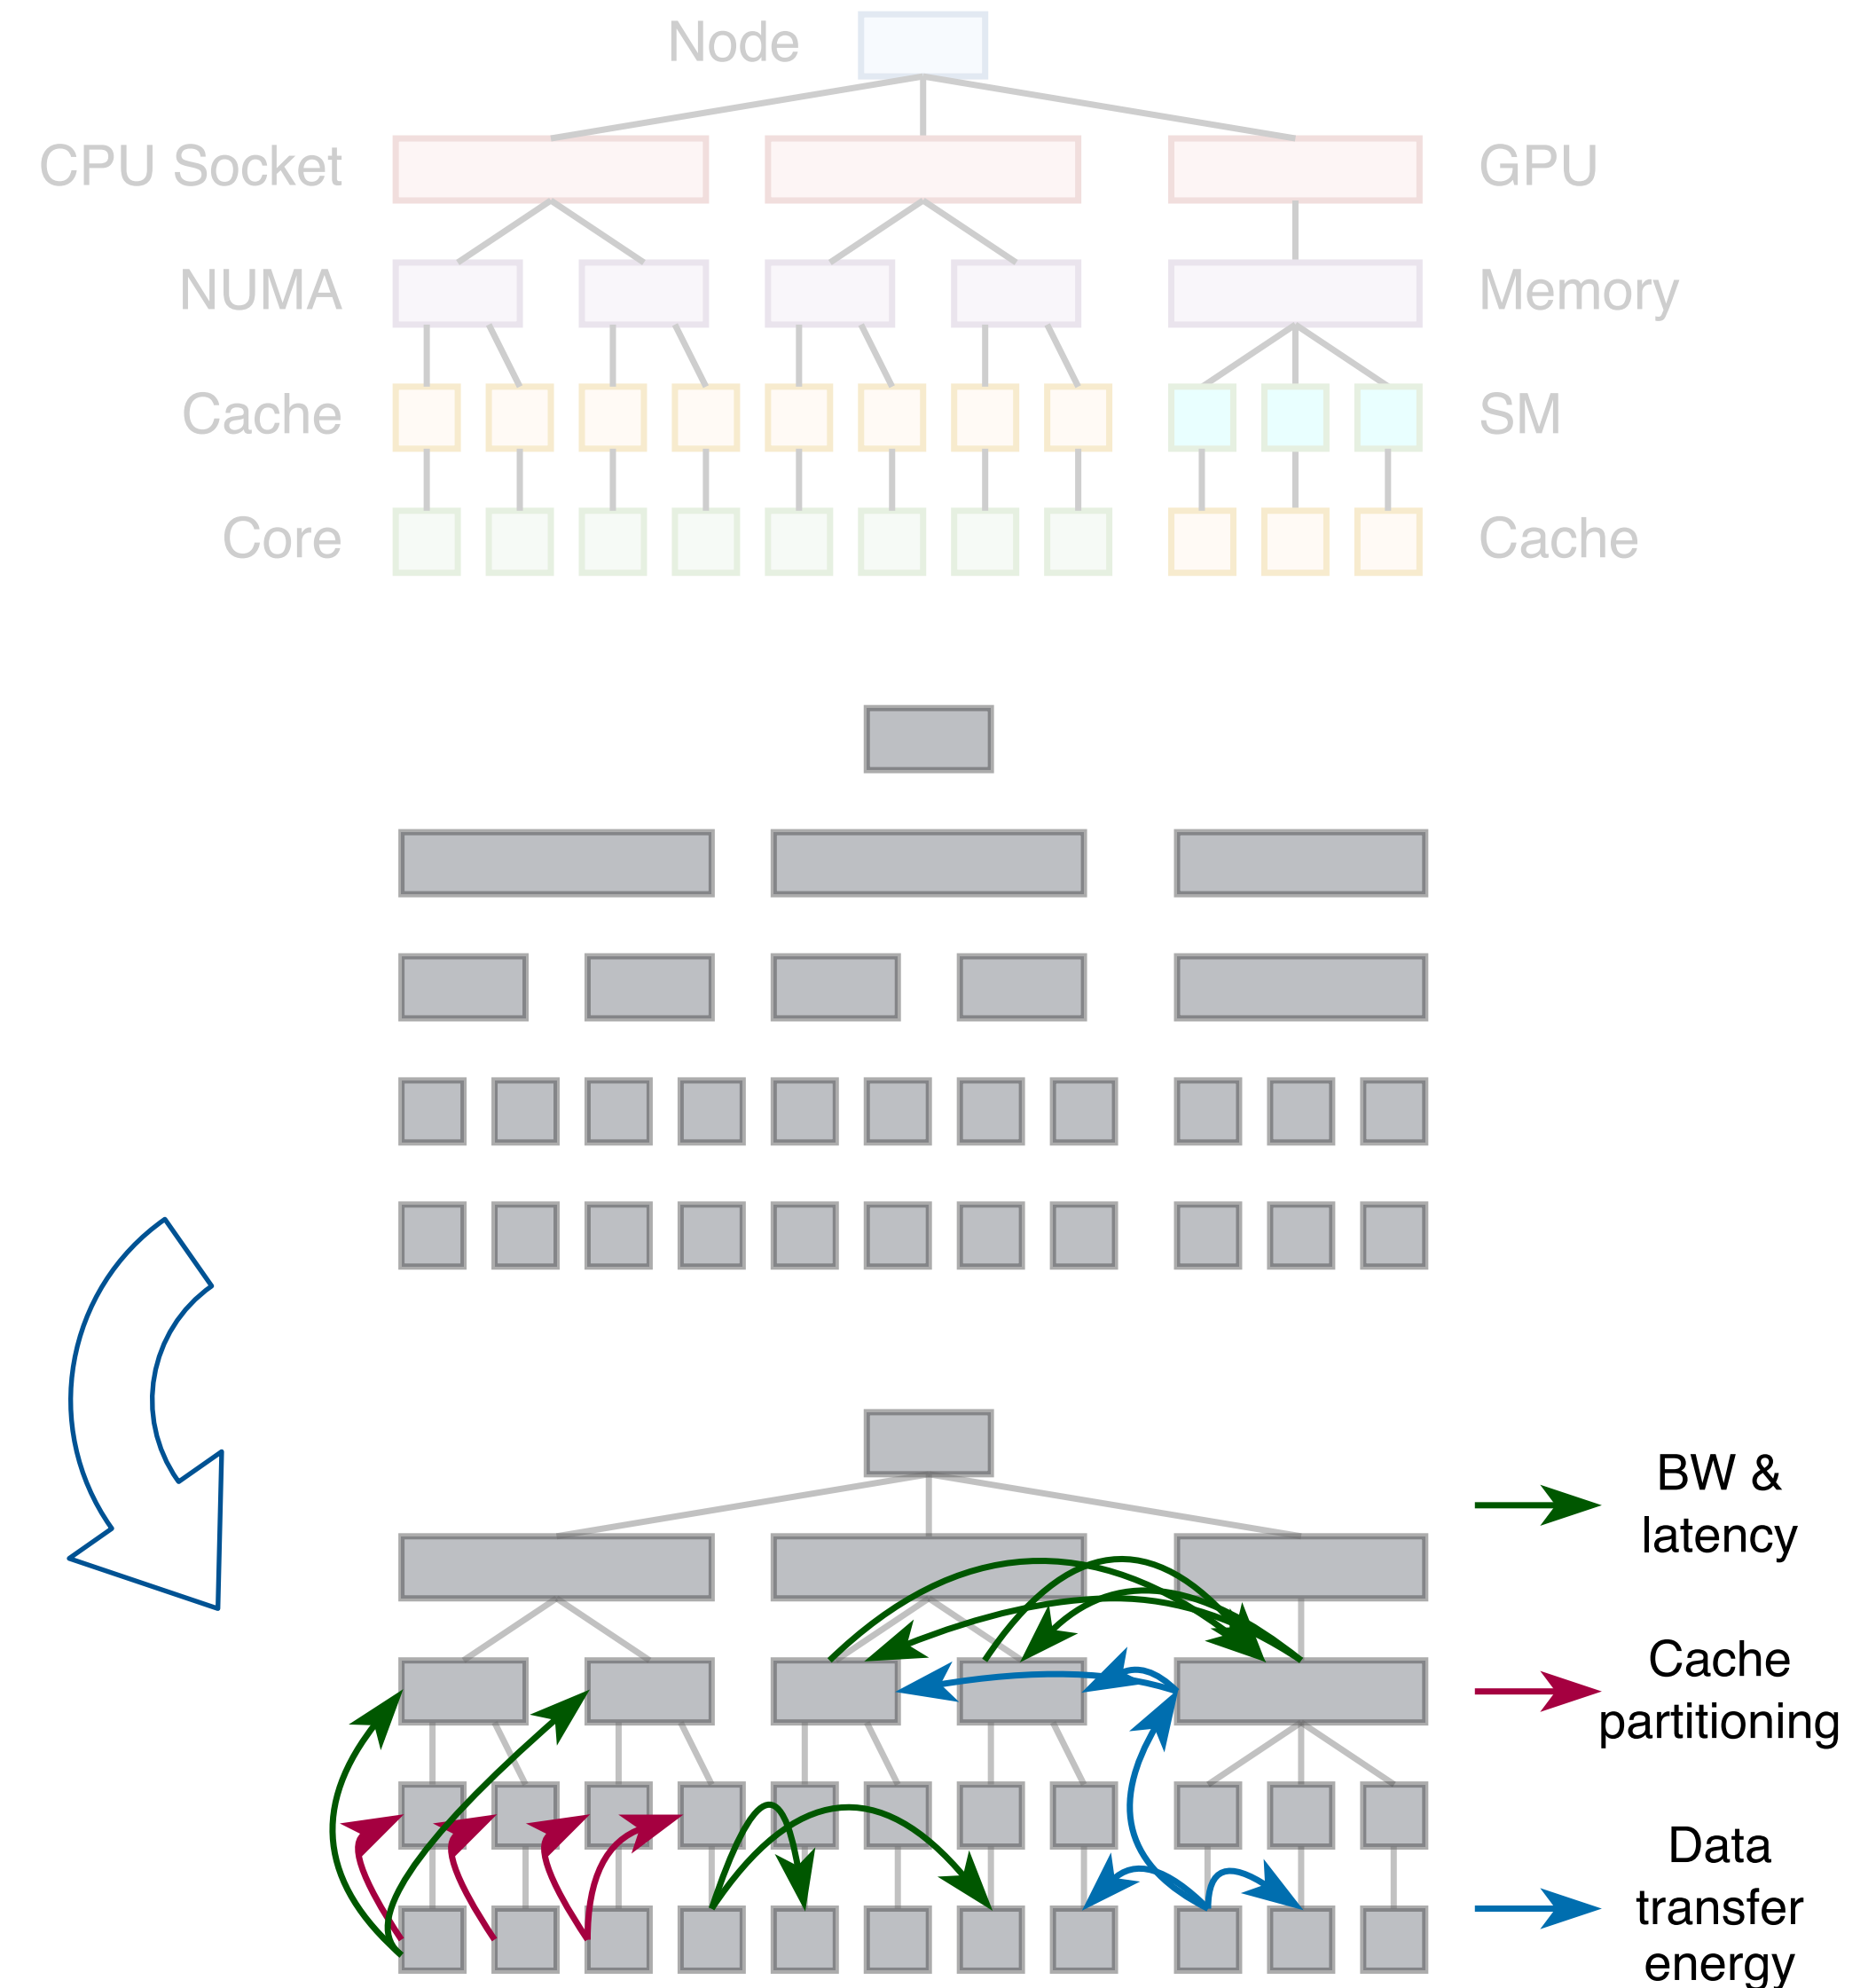 Node
CPU Socket
GPU
NUMA
Memory
Cache
SM
Core
Cache
BW &
latency
Cache
partitioning
Data
transfer
energy